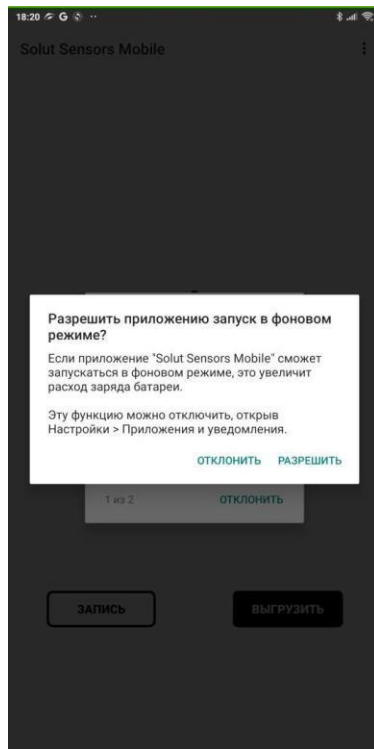 18:20 G
Solut Sensors Mobile
Разрешить приложению запуск в фоновом
режиме?
Если приложение "Solut Sensors Mobile" сможет
запускаться в фоновом режиме, это увеличит
расход заряда батареи.
Эту функцию можно отключить, открыв
Настройки > Приложения и уведомления.
ОТКЛОНИТЬ РАЗРЕШИТЬ
1 из 2 ОТКЛОНИТЬ
ЗАПИСЬ ВЫГРУЗИТЬ